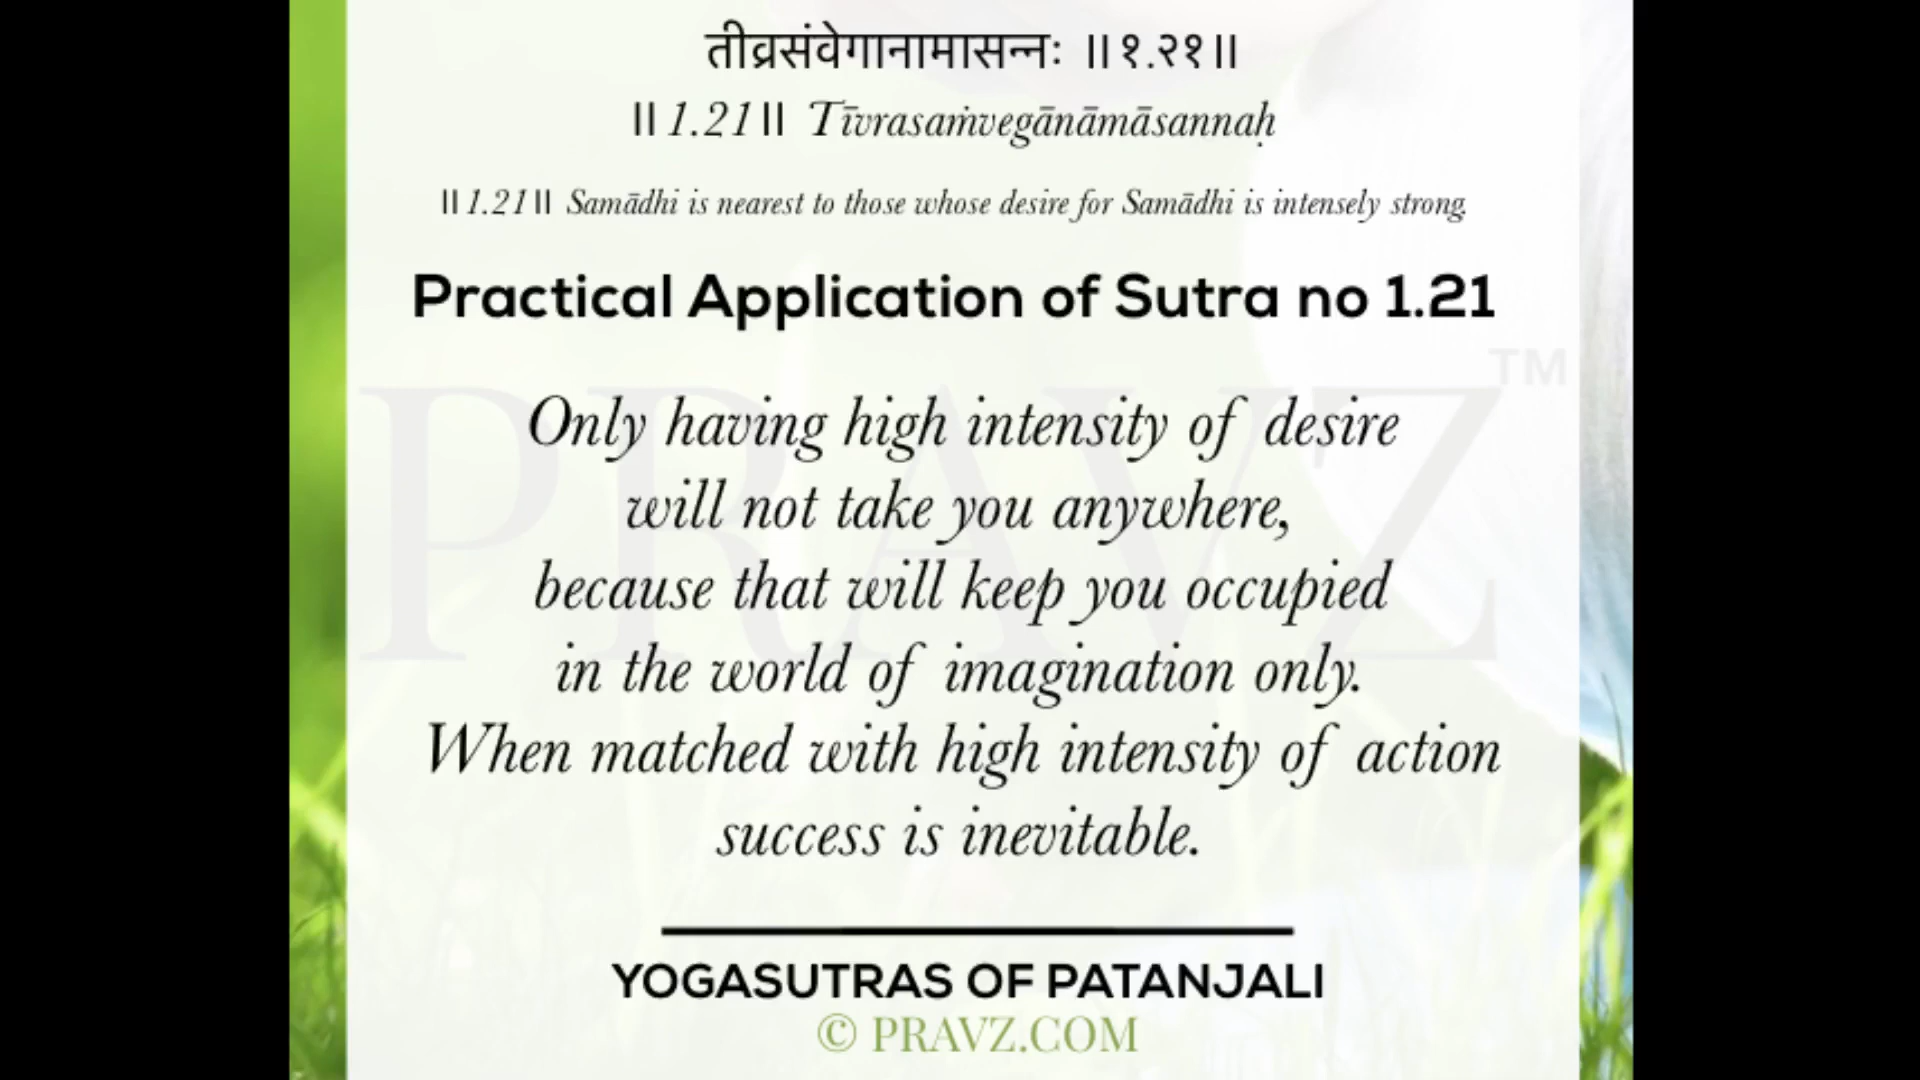 तीव्रसंवेगानामासन्नः ॥१.२१॥
॥1.21॥ Tīvrasaṁvegānāmāsannaḥ
॥1.21॥ Samādhi is nearest to those whose desire for Samādhi is intensely strong.
Practical Application of Sutra no 1.21
PRAVZ™
Only having high intensity of desire
will not take you anywhere,
because that will keep you occupied
in the world of imagination only.
When matched with high intensity of action
success is inevitable.
YOGASUTRAS OF PATANJALI
© PRAVZ.COM